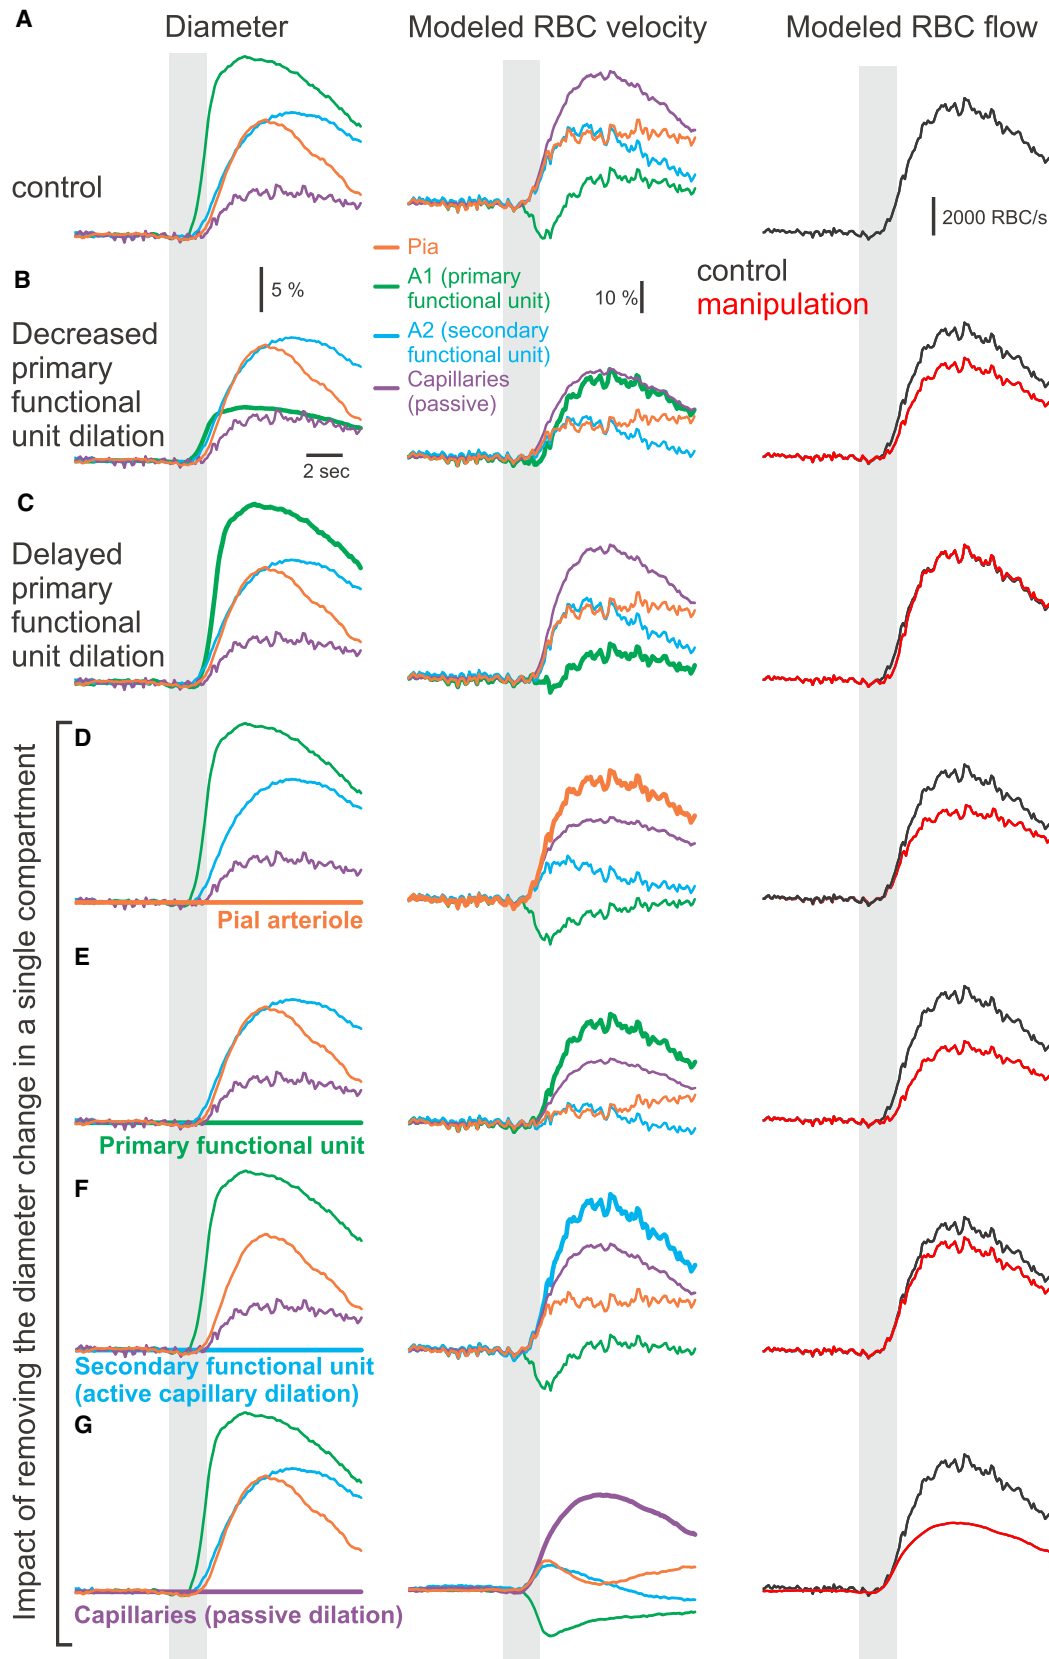 A
Diameter
Modeled RBC velocity
Modeled RBC flow
control
2000 RBC/s
Pia
A1 (primary
functional unit)
A2 (secondary
functional unit)
Capillaries
(passive)
5 %
10 %
control
manipulation
B
Decreased
primary
functional
unit dilation
2 sec
C
Delayed
primary
functional
unit dilation
Impact of removing the diameter change in a single compartment
D
Pial arteriole
E
Primary functional unit
F
Secondary functional unit
(active capillary dilation)
G
Capillaries (passive dilation)